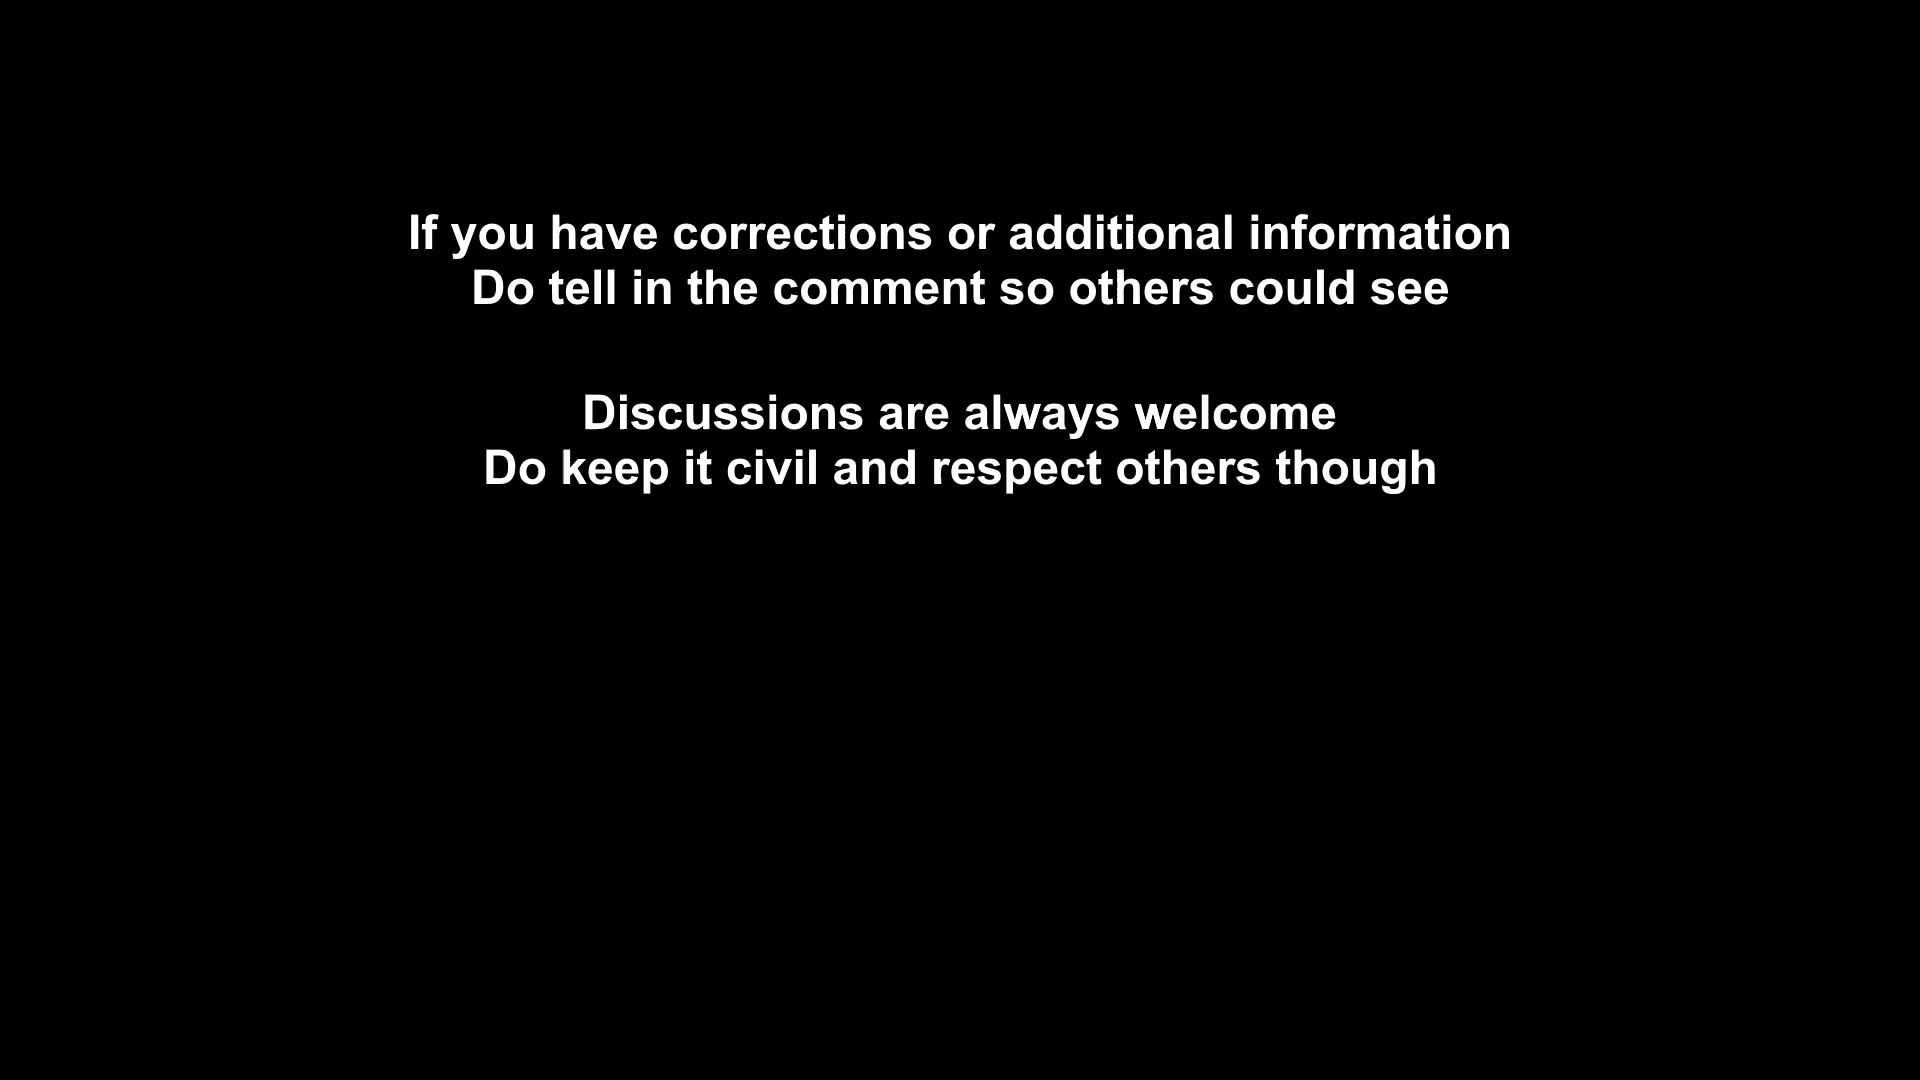 If you have corrections or additional information
Do tell in the comment so others could see
Discussions are always welcome
Do keep it civil and respect others though